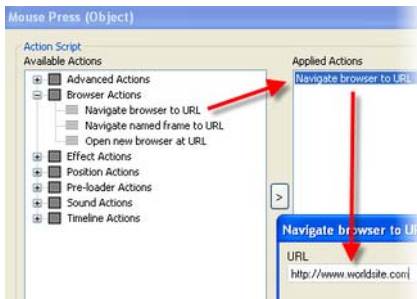 Mouse Press (Object)
Action Script
Available Actions
Applied Actions
Advanced Actions
Browser Actions
Navigate browser to URL
Navigate named frame to URL
Open new browser at URL
Effect Actions
Position Actions
Pre-loader Actions
Sound Actions
Timeline Actions
Navigate browser to URL
>
Navigate browser to U
URL
http://www.worldsite.com